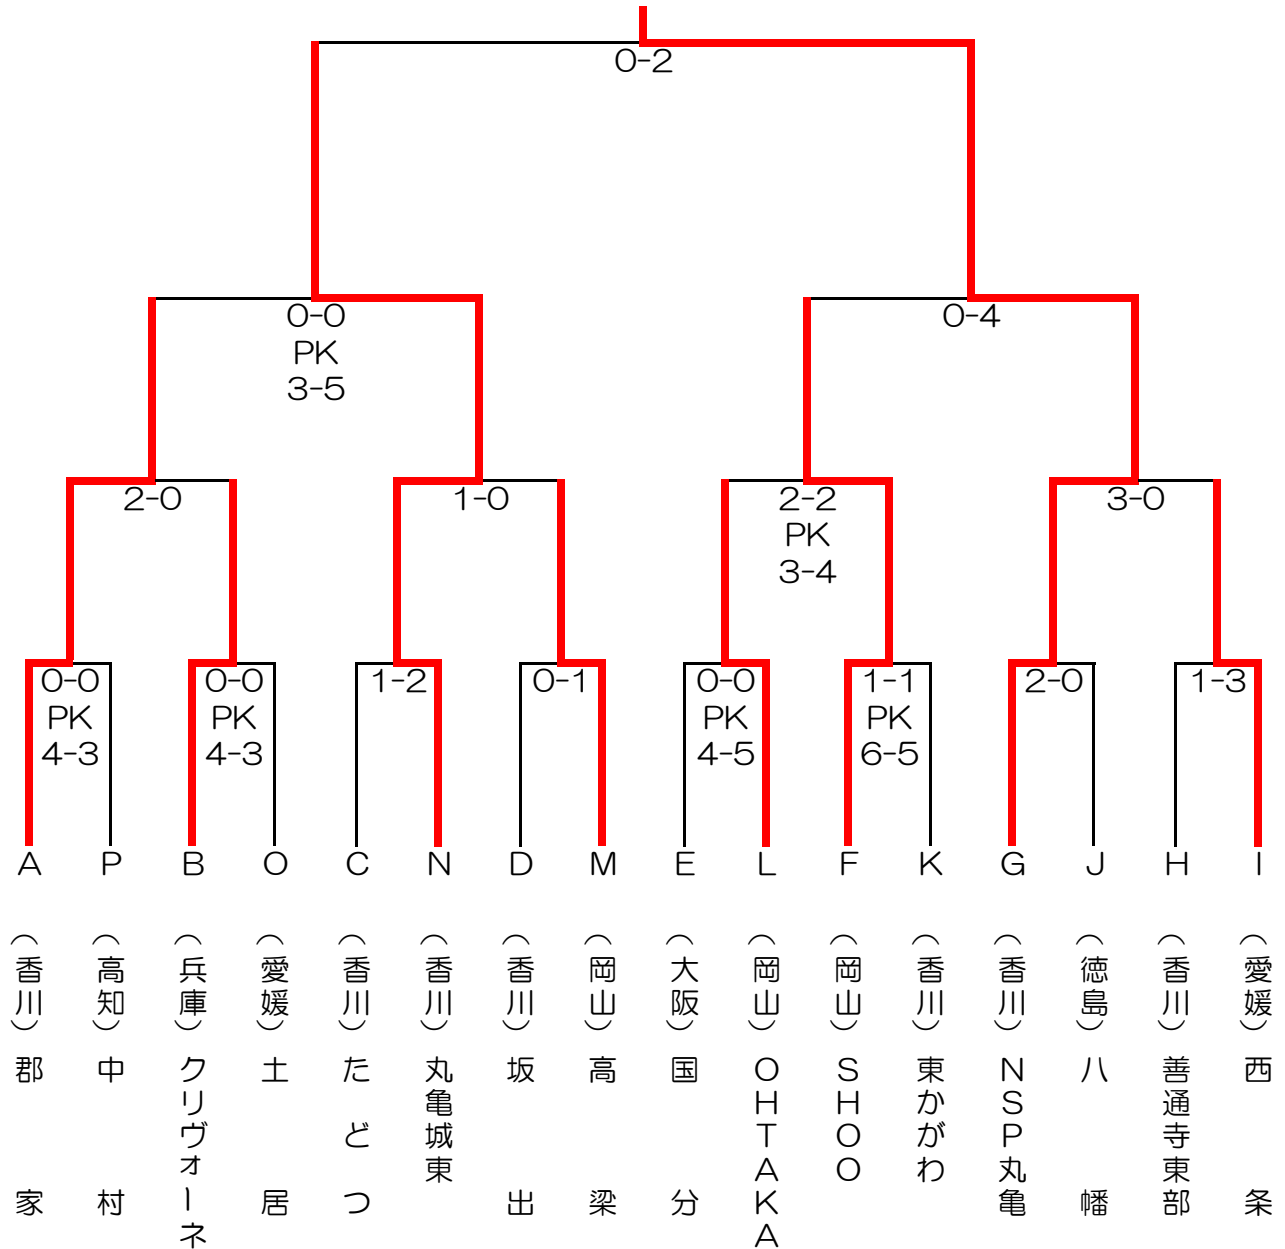 0-2
0-0
PK
3-5
0-4
2-0
1-0
2-2
PK
3-4
3-0
0-0
PK
4-3
0-0
PK
4-3
1-2
0-1
0-0
PK
4-5
1-1
PK
6-5
2-0
1-3
A
P
B
O
C
N
D
M
E
L
F
K
G
J
H
I
（香川）郡家
（高知）中村
（兵庫）クリヴォーネ
（愛媛）土居
（香川）たどつ
（香川）丸亀城東
（香川）坂出
（岡山）高梁
（大阪）国分
（岡山）OHTAKA
（岡山）SHOO
（香川）東かがわ
（香川）NSP丸亀
（徳島）八幡
（香川）善通寺東部
（愛媛）西条